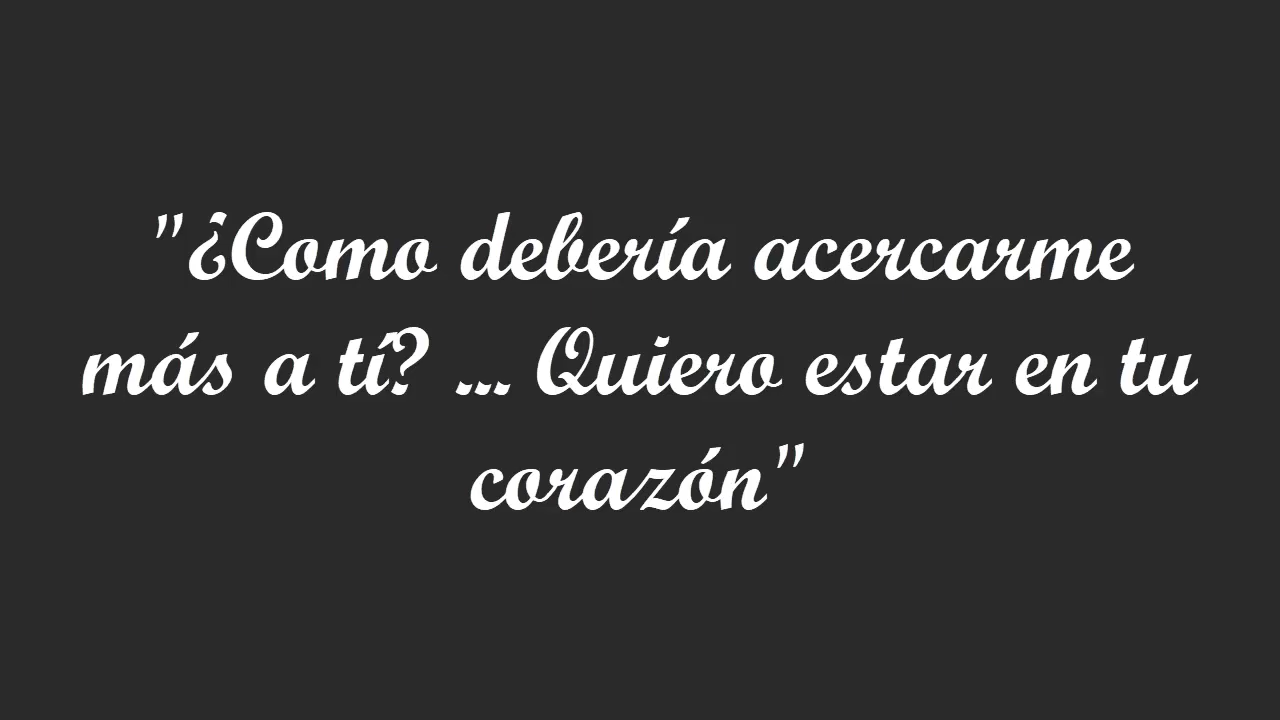 "¿Como debería acercarme
más a tí? ... Quiero estar en tu
corazón"